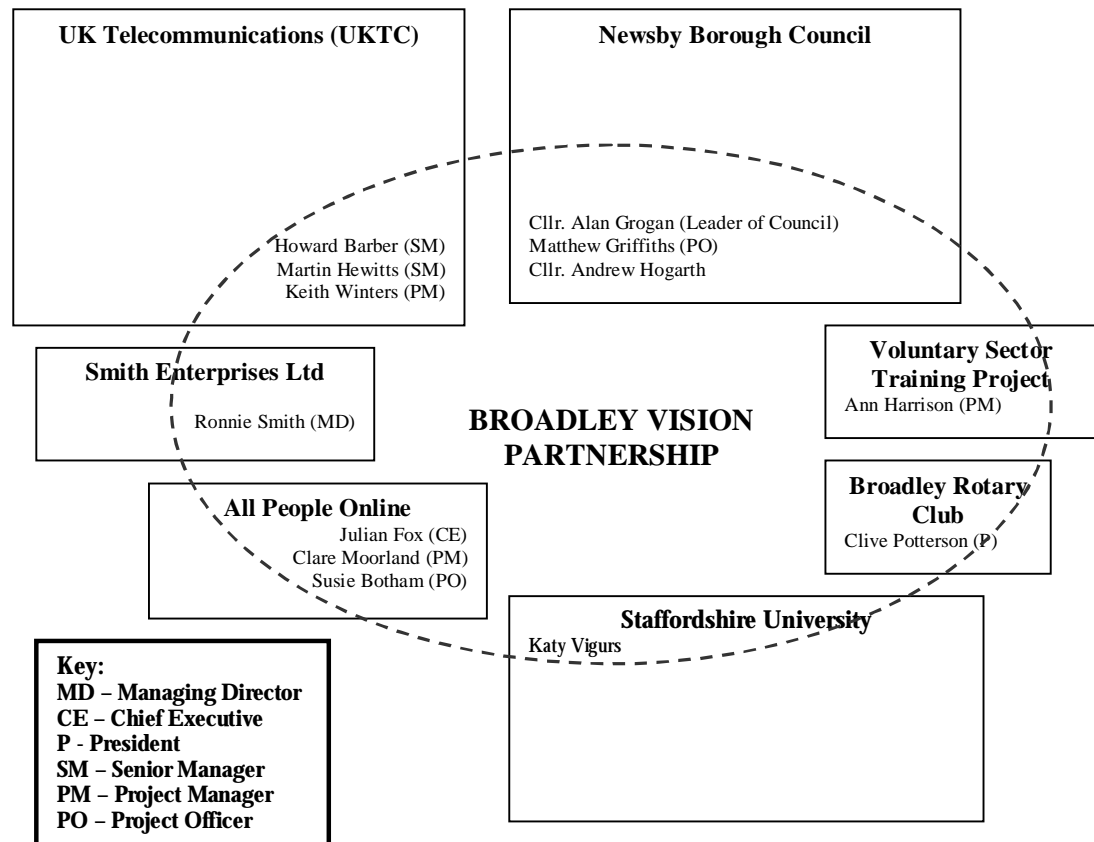 UK Telecommunications (UKTC)
Howard Barber (SM)
Martin Hewitts (SM)
Keith Winters (PM)
Newsby Borough Council
Cllr. Alan Grogan (Leader of Council)
Matthew Griffiths (PO)
Cllr. Andrew Hogarth
Smith Enterprises Ltd
Ronnie Smith (MD)
BROADLEY VISION
PARTNERSHIP
Voluntary Sector
Training Project
Ann Harrison (PM)
Broadley Rotary
Club
Clive Potterson (P)
All People Online
Julian Fox (CE)
Clare Moorland (PM)
Susie Botham (PO)
Staffordshire University
Katy Vigurs
Key:
MD – Managing Director
CE – Chief Executive
P - President
SM – Senior Manager
PM – Project Manager
PO – Project Officer